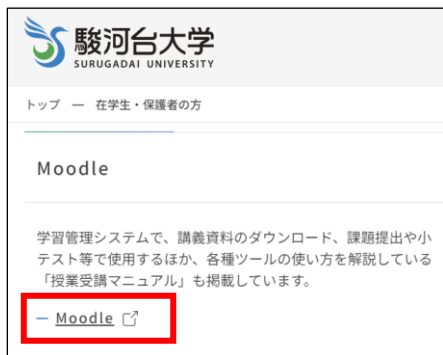 駿河台大学
SURUGADAI UNIVERSITY
トップ ー 在学生・保護者の方
Moodle
学習管理システムで、講義資料のダウンロード、課題提出や小
テスト等で使用するほか、各種ツールの使い方を解説している
「授業受講マニュアル」も掲載しています。
ー Moodle